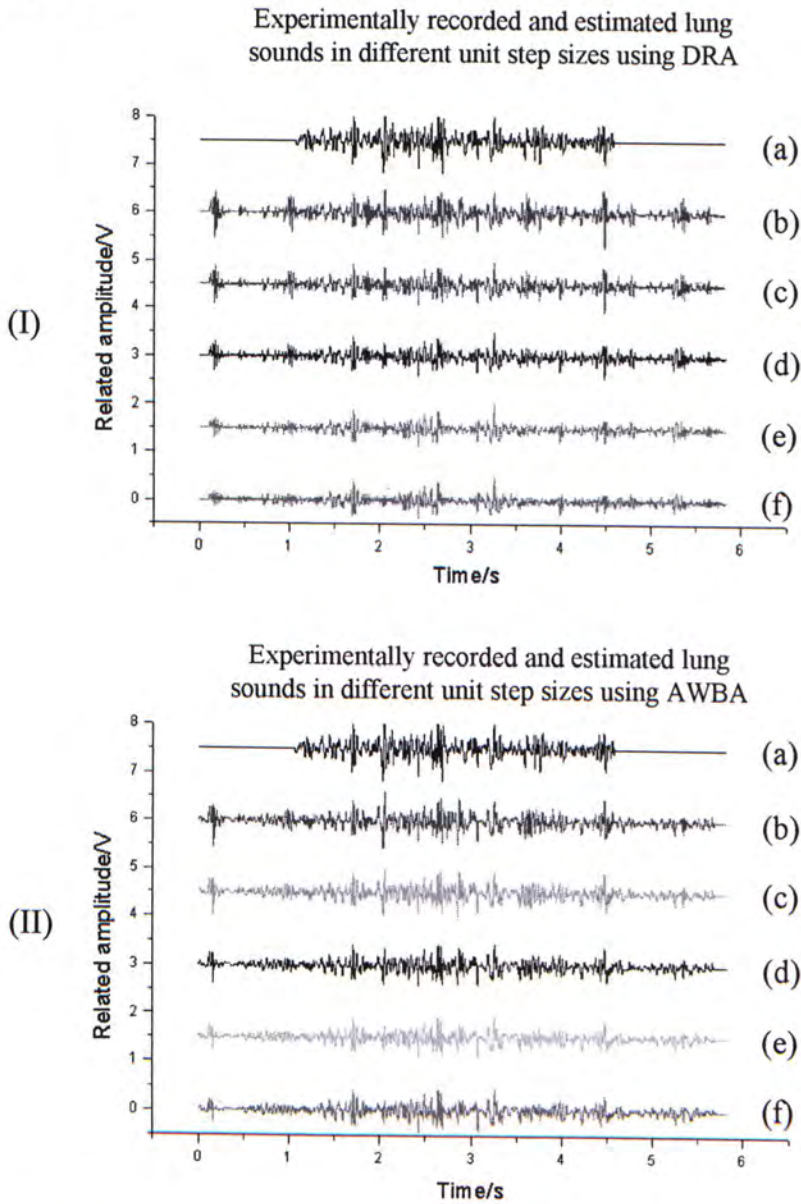 Experimentally recorded and estimated lung
sounds in different unit step sizes using DRA
(I)
Related amplitude/V
8
7
6
5
4
3
2
1
0
(a)
(b)
(c)
(d)
(e)
(f)
0 1 2 3 4 5 6
Time/s
Experimentally recorded and estimated lung
sounds in different unit step sizes using AWBA
(II)
Related amplitude/V
8
7
6
5
4
3
2
1
0
(a)
(b)
(c)
(d)
(e)
(f)
0 1 2 3 4 5 6
Time/s